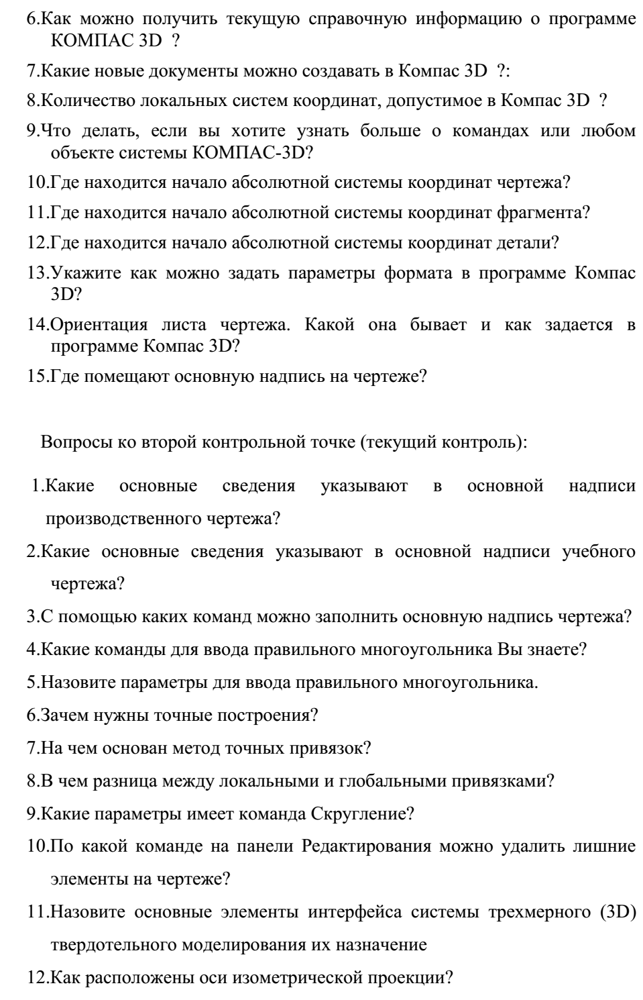 6.Как можно получить текущую справочную информацию о программе
КОМПАС 3D ?
7.Какие новые документы можно создавать в Компас 3D ?:
8.Количество локальных систем координат, допустимое в Компас 3D ?
9.Что делать, если вы хотите узнать больше о командах или любом
объекте системы КОМПАС-3D?
10.Где находится начало абсолютной системы координат чертежа?
11.Где находится начало абсолютной системы координат фрагмента?
12.Где находится начало абсолютной системы координат детали?
13.Укажите как можно задать параметры формата в программе Компас
3D?
14.Ориентация листа чертежа. Какой она бывает и как задается в
программе Компас 3D?
15.Где помещают основную надпись на чертеже?
Вопросы ко второй контрольной точке (текущий контроль):
1.Какие основные сведения указывают в основной надписи
производственного чертежа?
2.Какие основные сведения указывают в основной надписи учебного
чертежа?
3.С помощью каких команд можно заполнить основную надпись чертежа?
4.Какие команды для ввода правильного многоугольника Вы знаете?
5.Назовите параметры для ввода правильного многоугольника.
6.Зачем нужны точные построения?
7.На чем основан метод точных привязок?
8.В чем разница между локальными и глобальными привязками?
9.Какие параметры имеет команда Скругление?
10.По какой команде на панели Редактирования можно удалить лишние
элементы на чертеже?
11.Назовите основные элементы интерфейса системы трехмерного (3D)
твердотельного моделирования их назначение
12.Как расположены оси изометрической проекции?